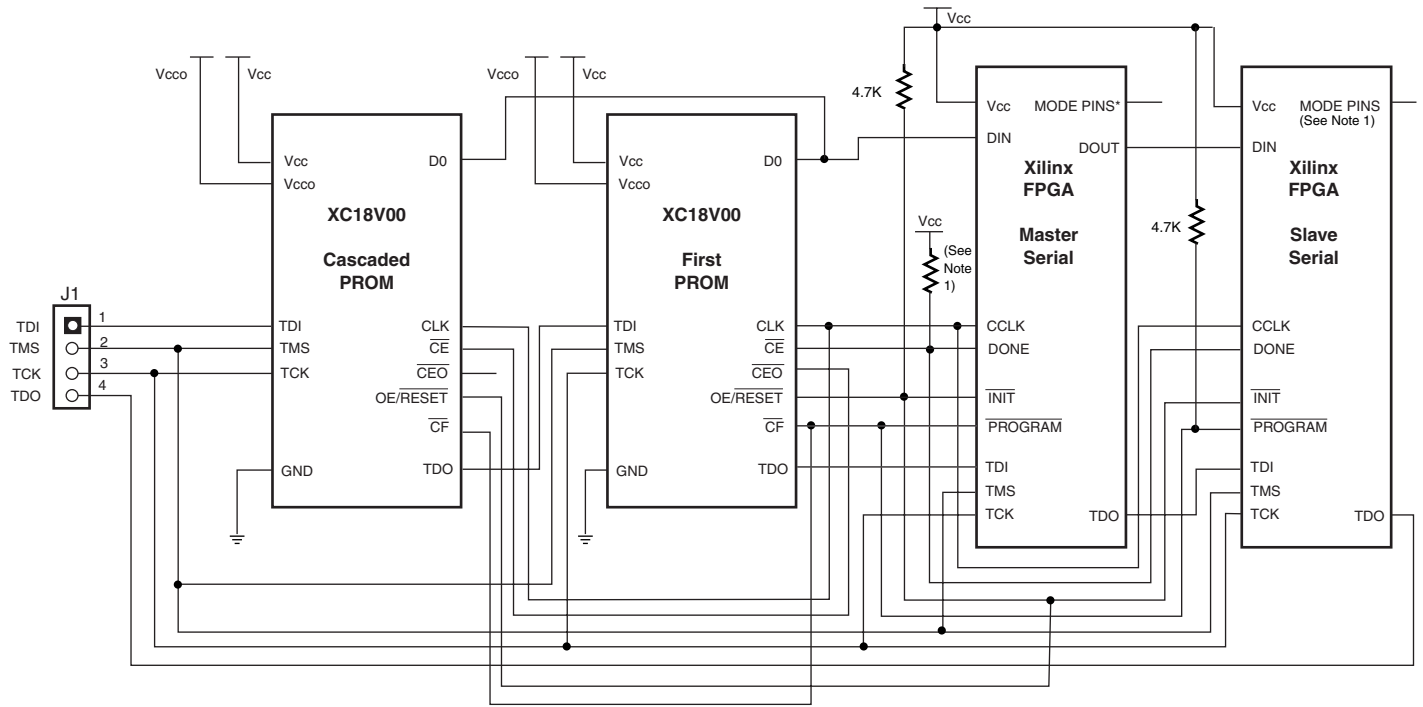 Vcc
Vcco
Vcc
Vcco
Vcc
4.7K
J1
TDI
TMS
TCK
TDO
1
2
3
4
Vcc
Vcco
XC18V00
Cascaded
PROM
TDI
TMS
TCK
GND
D0
CLK
CE
CEO
OE/RESET
CF
TDO
Vcc
Vcco
XC18V00
First
PROM
TDI
TMS
TCK
GND
D0
CLK
CE
CEO
OE/RESET
CF
TDO
Vcc
(See
Note
1)
Vcc
MODE PINS*
DIN
DOUT
Xilinx
FPGA
Master
Serial
CCLK
DONE
INIT
PROGRAM
TDI
TMS
TCK
TDO
4.7K
Vcc
MODE PINS
(See Note 1)
DIN
Xilinx
FPGA
Slave
Serial
CCLK
DONE
INIT
PROGRAM
TDI
TMS
TCK
TDO